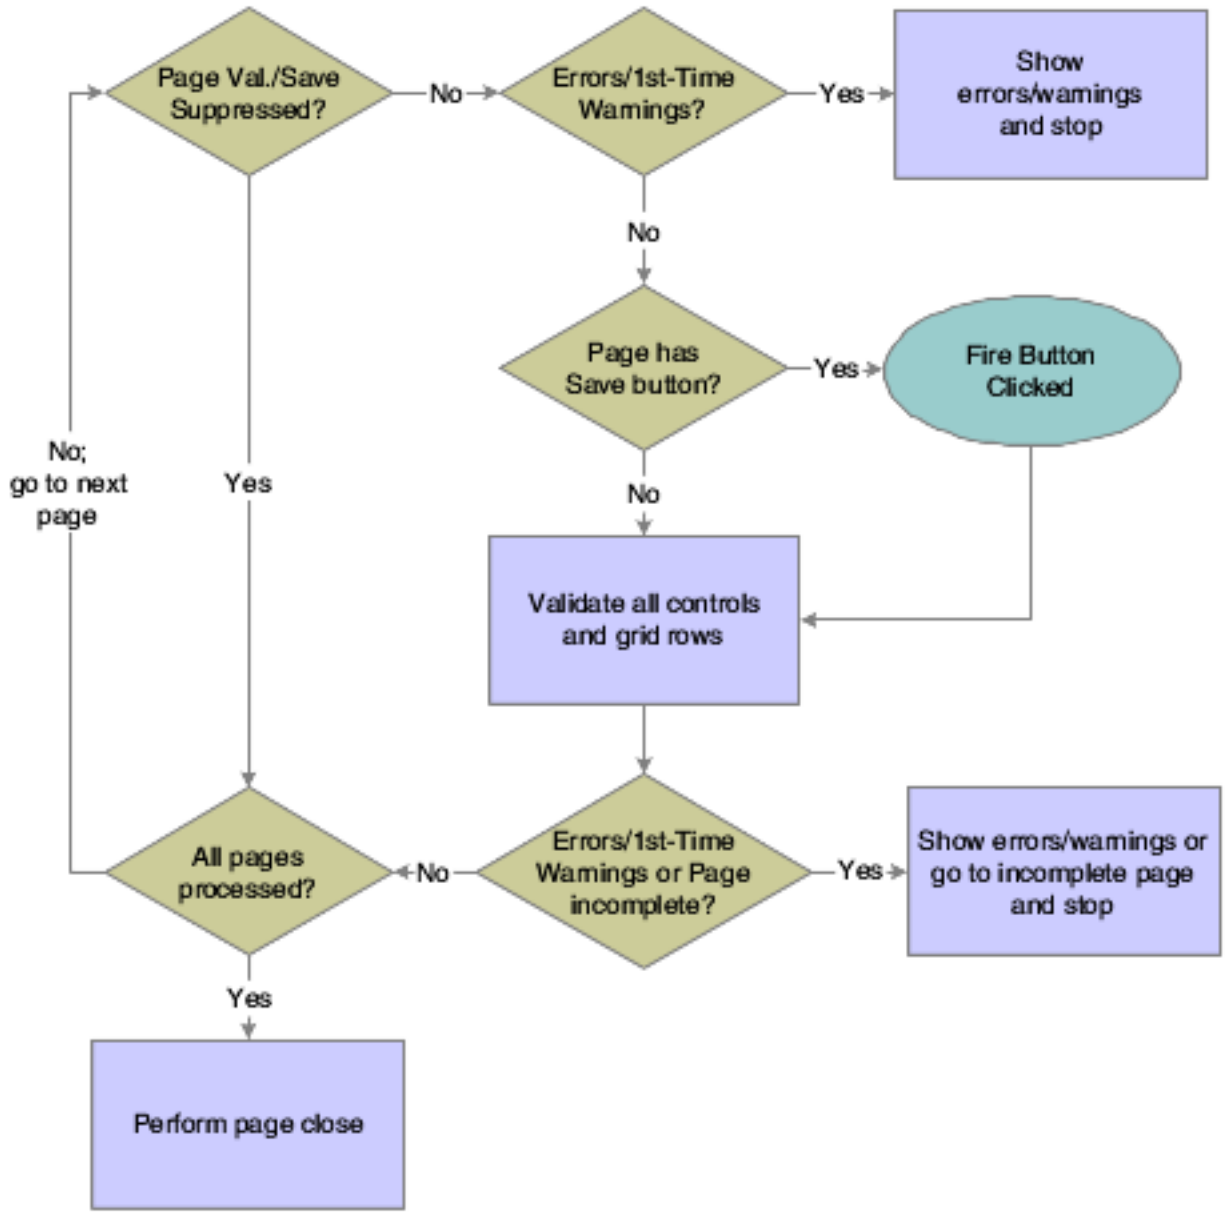 Page Val./Save
Suppressed?
No
Errors/1st-Time
Warnings?
Yes
Show
errors/warnings
and stop
No
Page has
Save button?
Yes
Fire Button
Clicked
No;
go to next
page
Yes
No
Validate all controls
and grid rows
All pages
processed?
No
Errors/1st-Time
Warnings or Page
incomplete?
Yes
Show errors/warnings or
go to incomplete page
and stop
Yes
Perform page close